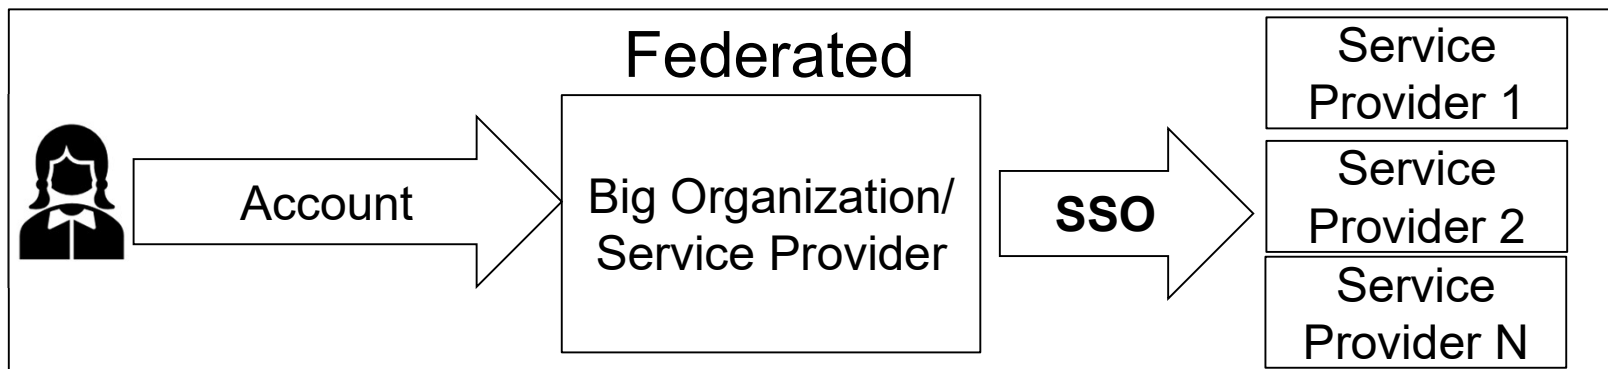 Federated
Account
Big Organization/
Service Provider
SSO
Service
Provider 1
Service
Provider 2
Service
Provider N